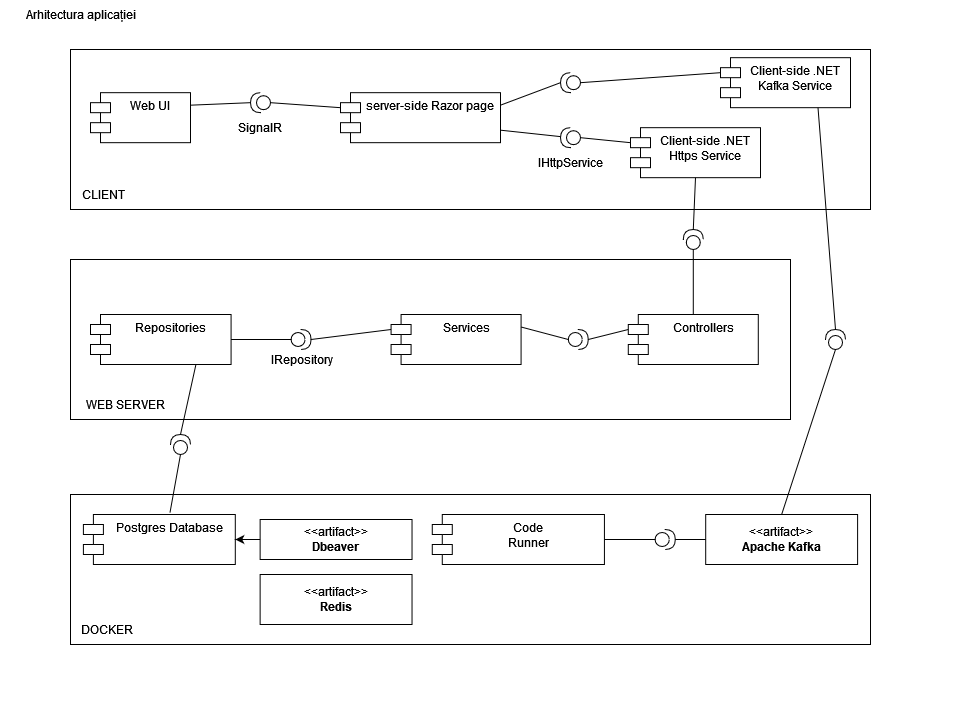 Arhitectura aplicației
Client-side .NET
Kafka Service
Web UI
server-side Razor page
SignalR
Client-side .NET
Https Service
IHttpService
CLIENT
Repositories
Services
Controllers
IRepository
WEB SERVER
Postgres Database
<<artifact>>
Dbeaver
Code
Runner
<<artifact>>
Apache Kafka
<<artifact>>
Redis
DOCKER